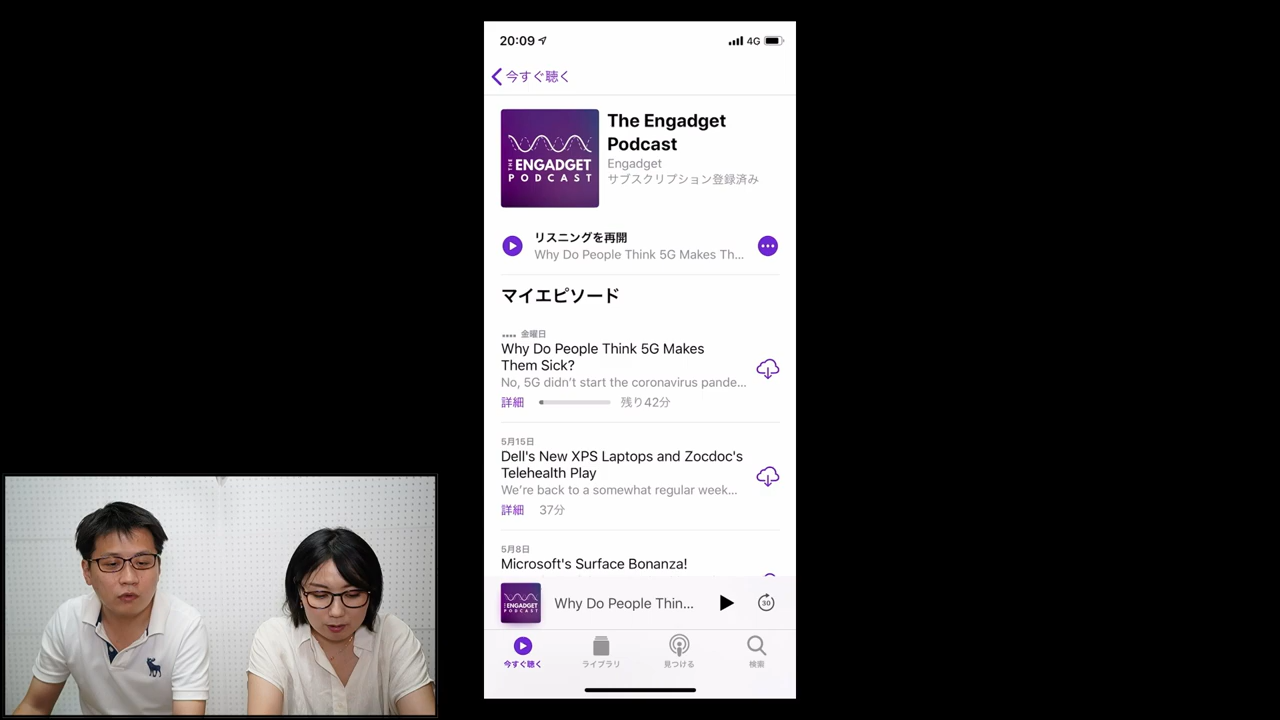 20:09
4G
今すぐ聴く
THE
ENGADGET
PODCAST
The Engadget
Podcast
Engadget
サブスクリプション登録済み
リスニングを再開
Why Do People Think 5G Makes Th...
マイエピソード
金曜日
Why Do People Think 5G Makes
Them Sick?
No, 5G didn't start the coronavirus pande...
詳細 残り42分
5月15日
Dell's New XPS Laptops and Zocdoc's
Telehealth Play
We're back to a somewhat regular week...
詳細 37分
5月8日
Microsoft's Surface Bonanza!
ENGADGET
PODCAST
Why Do People Thin...
30
今すぐ聴く
ライブラリ
見つける
検索